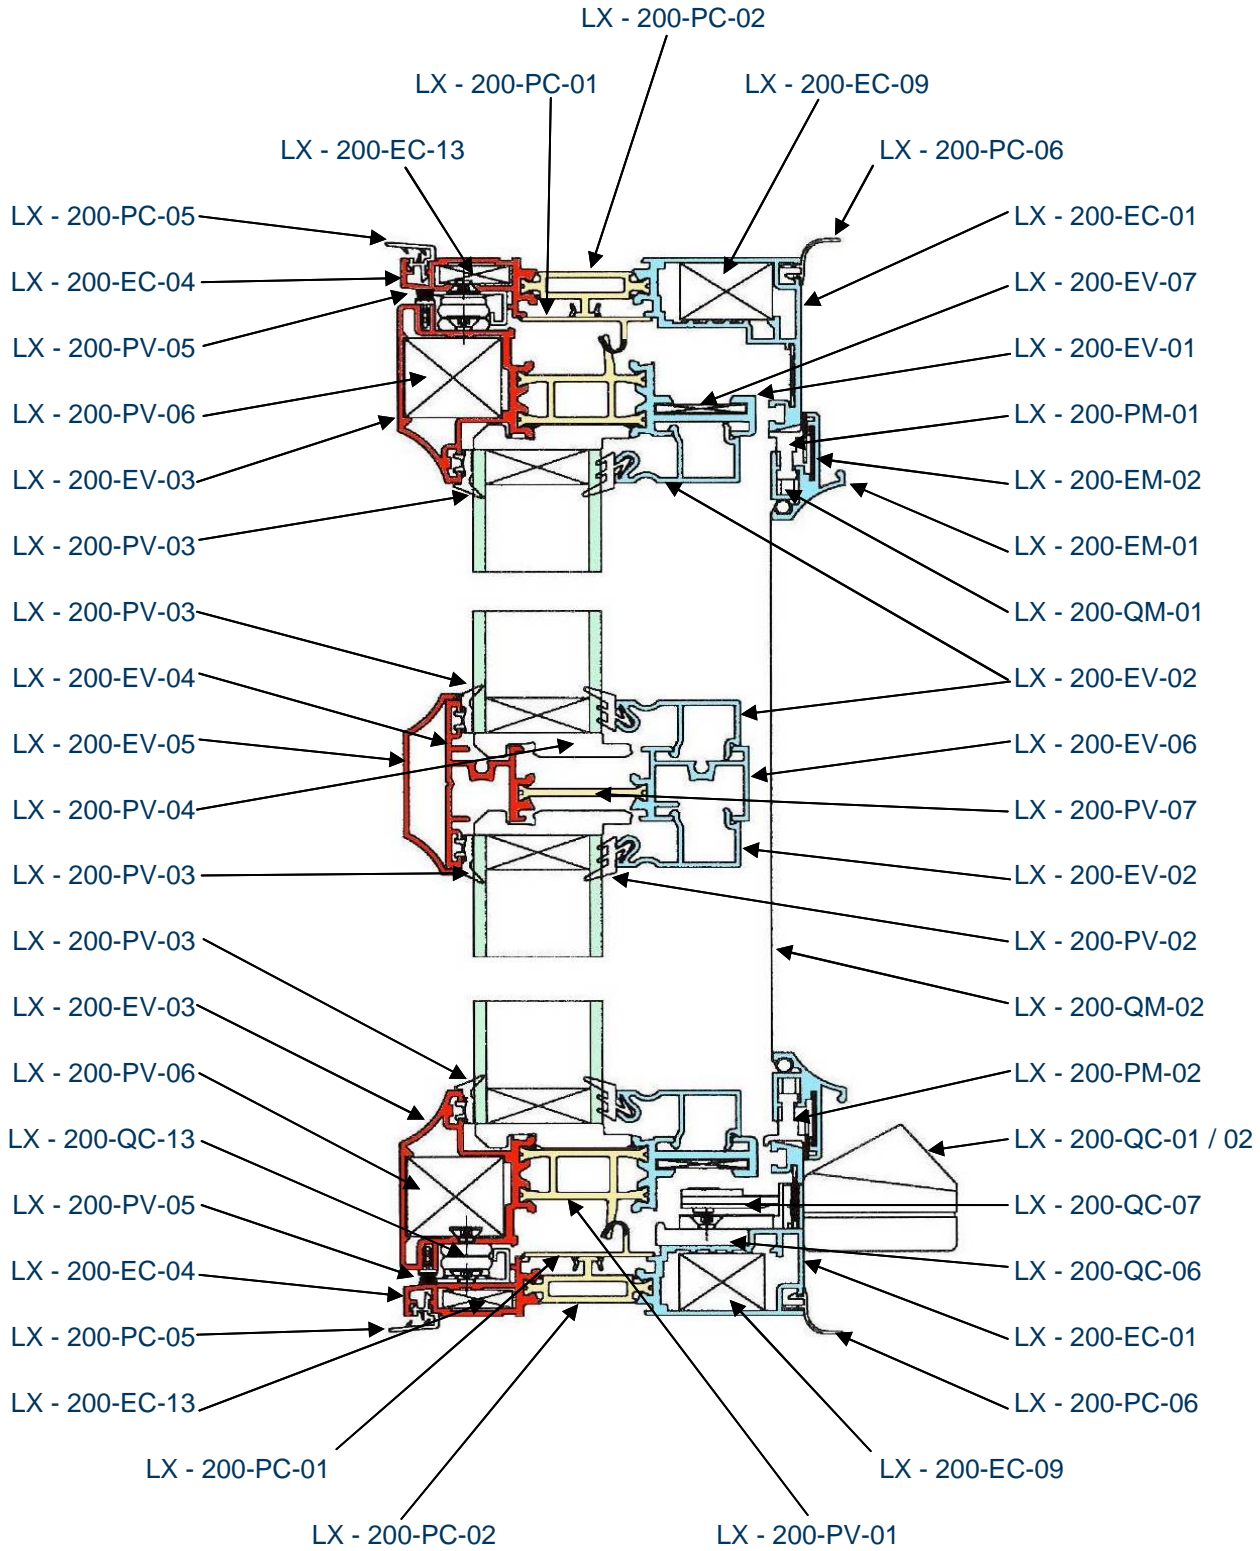 LX - 200-PC-02
LX - 200-PC-01
LX - 200-EC-09
LX - 200-EC-13
LX - 200-PC-06
LX - 200-PC-05
LX - 200-EC-01
LX - 200-EC-04
LX - 200-EV-07
LX - 200-PV-05
LX - 200-EV-01
LX - 200-PV-06
LX - 200-PM-01
LX - 200-EV-03
LX - 200-EM-02
LX - 200-PV-03
LX - 200-EM-01
LX - 200-PV-03
LX - 200-QM-01
LX - 200-EV-04
LX - 200-EV-02
LX - 200-EV-05
LX - 200-EV-06
LX - 200-PV-04
LX - 200-PV-07
LX - 200-PV-03
LX - 200-EV-02
LX - 200-PV-03
LX - 200-PV-02
LX - 200-EV-03
LX - 200-QM-02
LX - 200-PV-06
LX - 200-PM-02
LX - 200-QC-13
LX - 200-QC-01 / 02
LX - 200-PV-05
LX - 200-QC-07
LX - 200-EC-04
LX - 200-QC-06
LX - 200-PC-05
LX - 200-EC-01
LX - 200-EC-13
LX - 200-PC-06
LX - 200-PC-01
LX - 200-EC-09
LX - 200-PC-02
LX - 200-PV-01